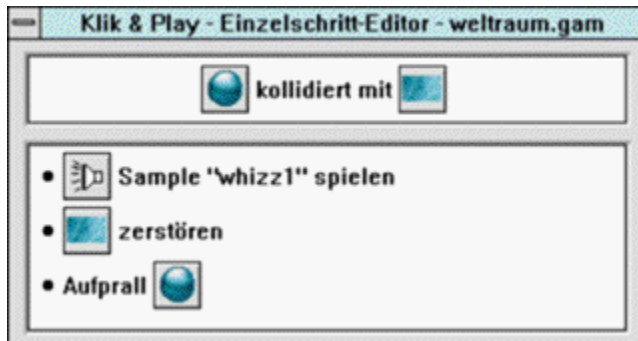 Klik & Play - Einzelschritt-Editor - weltraum.gam
kollidiert mit
Sample "whizz1" spielen
zerstören
Aufprall